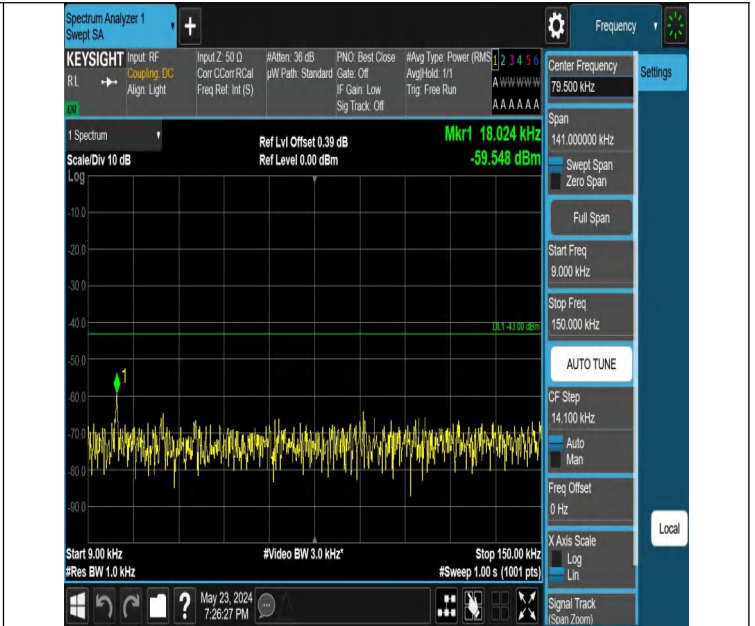 Spectrum Analyzer 1
Swept SA
+
Frequency
KEYSIGHT
RL
LXI
Input: RF
Coupling: DC
Align: Light
Input Z: 50 Ω
Corr CCorr RCal
Freq Ref: Int (S)
#Atten: 36 dB
µW Path: Standard
PNO: Best Close
Gate: Off
IF Gain: Low
Sig Track: Off
#Avg Type: Power (RMS
Avg|Hold: 1/1
Trig: Free Run
1 2 3 4 5 6
A W W W W W
A A A A A A
Center Frequency
79.500 kHz
Settings
Span
141.000000 kHz
Swept Span
Zero Span
Full Span
Start Freq
9.000 kHz
Stop Freq
150.000 kHz
AUTO TUNE
CF Step
14.100 kHz
Auto
Man
Freq Offset
0 Hz
X Axis Scale
Log
Lin
Signal Track
(Span Zoom)
Local
1 Spectrum
Scale/Div 10 dB
Log
Ref Lvl Offset 0.39 dB
Ref Level 0.00 dBm
Mkr1 18.024 kHz
-59.548 dBm
-10.0
-20.0
-30.0
-40.0
-50.0
-60.0
-70.0
-80.0
-90.0
DL1 -43.00 dBm
1
Start 9.00 kHz
#Res BW 1.0 kHz
#Video BW 3.0 kHz*
Stop 150.00 kHz
#Sweep 1.00 s (1001 pts)
?
May 23, 2024
7:26:27 PM